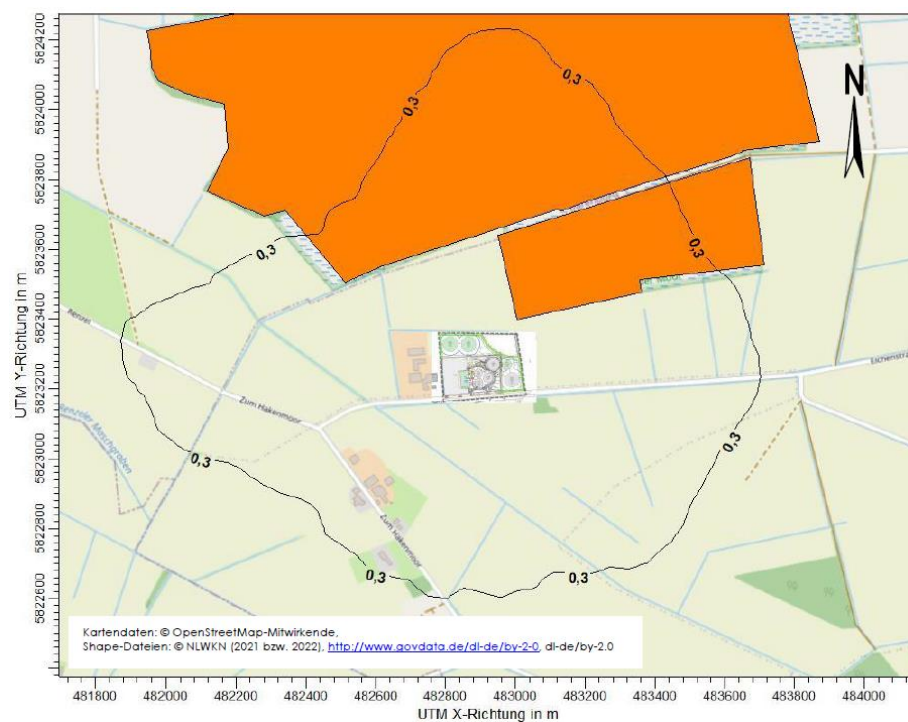 5824200
5824000
5823800
5823600
5823400
5823200
5823000
5822800
5822600
UTM Y-Richtung in m
0,3
0,3
N
0,3
0,3
Zum Hakenmoor
Zum Hakenmoor
0,3
0,3
0,3
0,3
Kartendaten: © OpenStreetMap-Mitwirkende,
Shape-Dateien: © NLWKN (2021 bzw. 2022), http://www.govdata.de/dl-de/by-2-0, dl-de/by-2.0
481800 482000 482200 482400 482600 482800 483000 483200 483400 483600 483800 484000
UTM X-Richtung in m